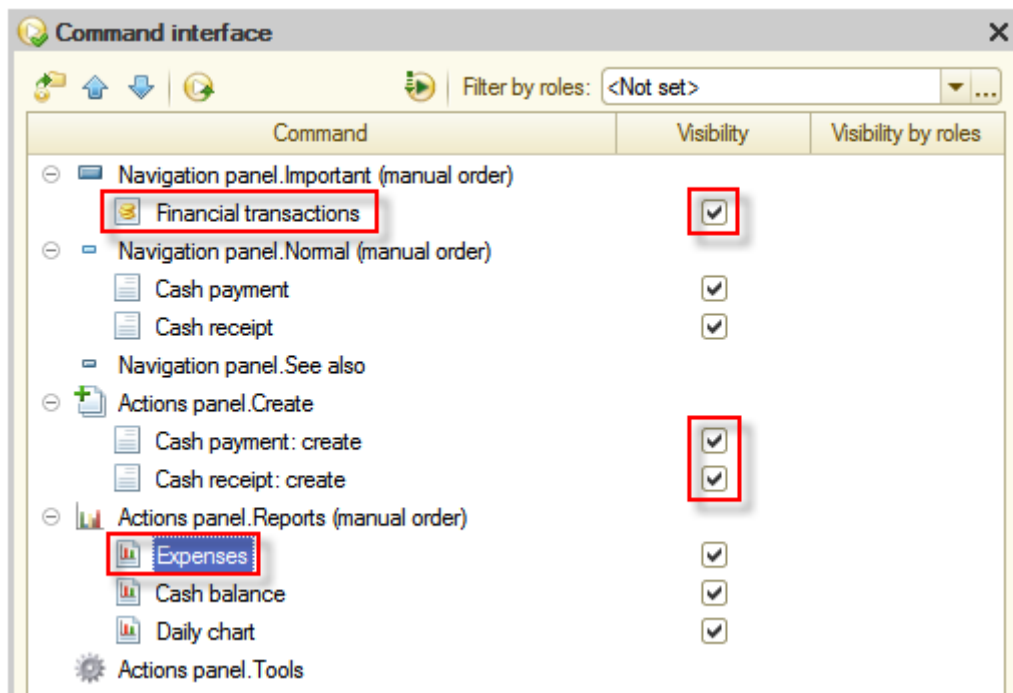 Command interface
Filter by roles: <Not set>
Command Visibility Visibility by roles
Navigation panel.Important (manual order)
Financial transactions
Navigation panel.Normal (manual order)
Cash payment
Cash receipt
Navigation panel.See also
Actions panel.Create
Cash payment: create
Cash receipt: create
Actions panel.Reports (manual order)
Expenses
Cash balance
Daily chart
Actions panel.Tools